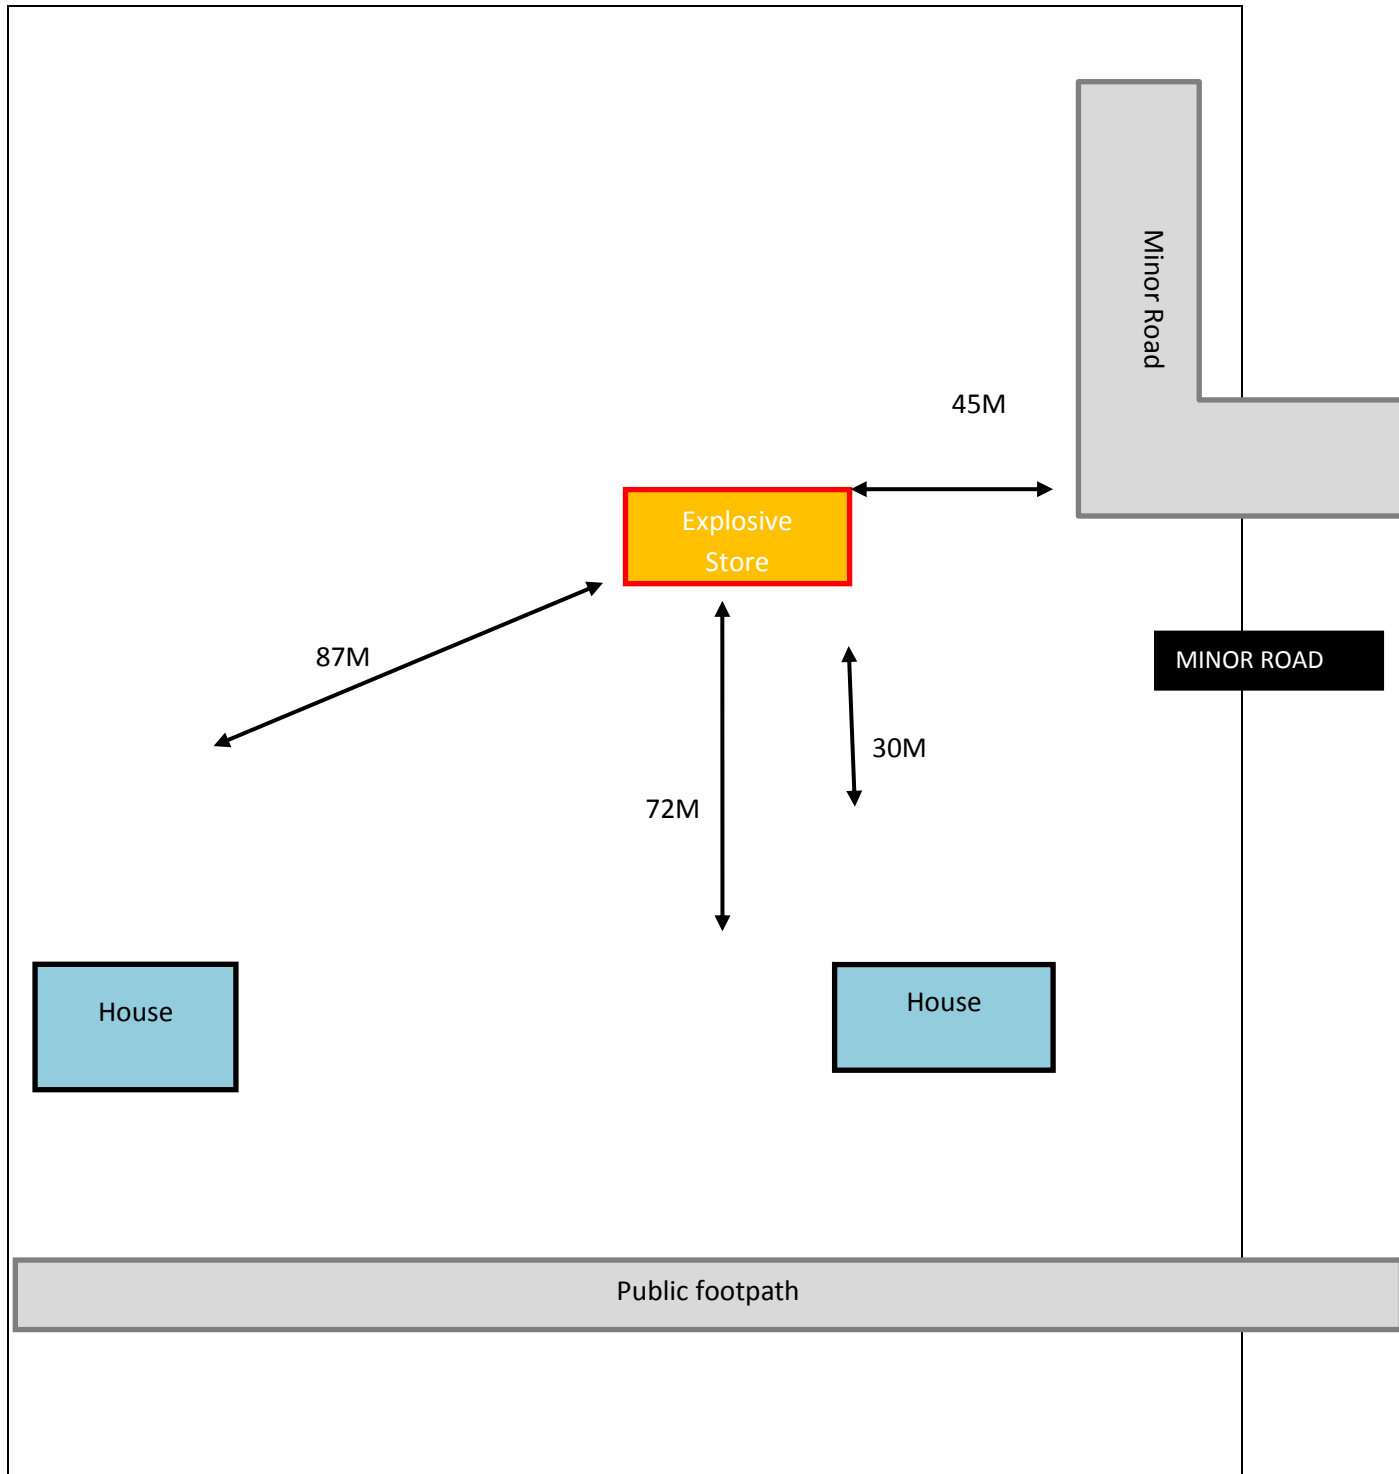 Minor Road
45M
Explosive
Store
87M
MINOR ROAD
30M
72M
House
House
Public footpath